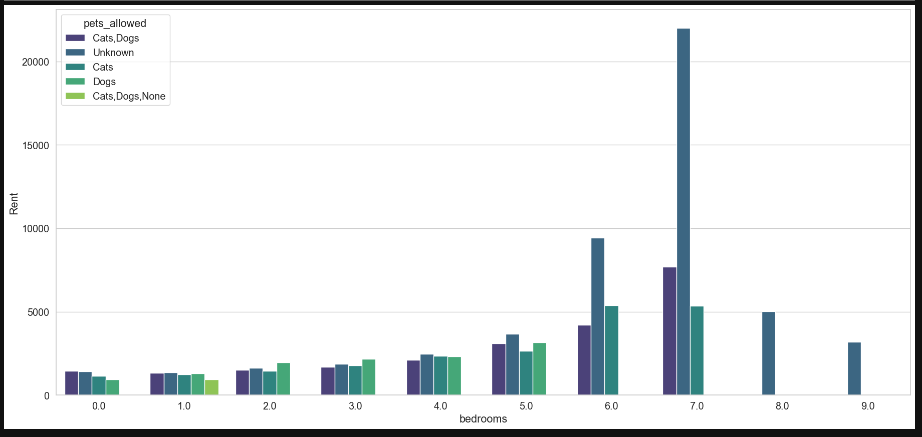 pets_allowed
Cats,Dogs
Unknown
Cats
Dogs
Cats,Dogs,None
20000
15000
10000
5000
0
Rent
0.0 1.0 2.0 3.0 4.0 5.0 6.0 7.0 8.0 9.0
bedrooms